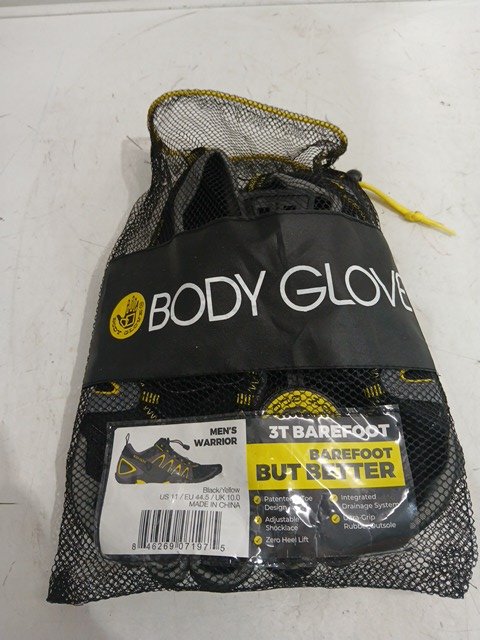 BODY GLOVE
MEN'S
WARRIOR
Black/Yellow
US 11 / EU 44.5 / UK 10.0
MADE IN CHINA
8 46269 07197 5
3T BAREFOOT
BAREFOOT
BUT BETTER
Patented Toe
Design
Adjustable
Shocklace
Zero Heel Lift
Integrated
Drainage System
Ultra-Grip
Rubber Outsole